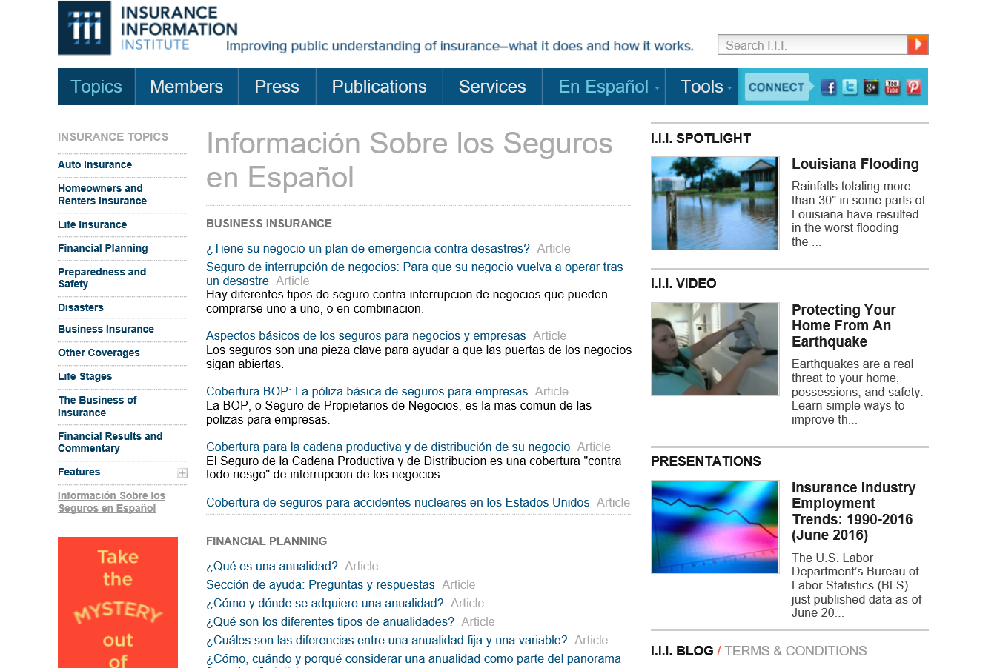 INSURANCE
INFORMATION
INSTITUTE
Improving public understanding of insurance–what it does and how it works.
Search I.I.I.
Topics
Members
Press
Publications
Services
En Español
Tools
CONNECT
INSURANCE TOPICS
Auto Insurance
Homeowners and
Renters Insurance
Life Insurance
Financial Planning
Preparedness and
Safety
Disasters
Business Insurance
Other Coverages
Life Stages
The Business of
Insurance
Financial Results and
Commentary
Features
Información Sobre los
Seguros en Español
Take
the
MYSTERY
out
of
Información Sobre los Seguros
en Español
BUSINESS INSURANCE
¿Tiene su negocio un plan de emergencia contra desastres? Article
Seguro de interrupción de negocios: Para que su negocio vuelva a operar tras
un desastre Article
Hay diferentes tipos de seguro contra interrupcion de negocios que pueden
comprarse uno a uno, o en combinacion.
Aspectos básicos de los seguros para negocios y empresas Article
Los seguros son una pieza clave para ayudar a que las puertas de los negocios
sigan abiertas.
Cobertura BOP: La póliza básica de seguros para empresas Article
La BOP, o Seguro de Propietarios de Negocios, es la mas comun de las
polizas para empresas.
Cobertura para la cadena productiva y de distribución de su negocio Article
El Seguro de la Cadena Productiva y de Distribucion es una cobertura "contra
todo riesgo" de interrupcion de los negocios.
Cobertura de seguros para accidentes nucleares en los Estados Unidos Article
FINANCIAL PLANNING
¿Qué es una anualidad? Article
Sección de ayuda: Preguntas y respuestas Article
¿Cómo y dónde se adquiere una anualidad? Article
¿Qué son los diferentes tipos de anualidades? Article
¿Cuáles son las diferencias entre una anualidad fija y una variable? Article
¿Cómo, cuándo y porqué considerar una anualidad como parte del panorama
I.I.I. SPOTLIGHT
Louisiana Flooding
Rainfalls totaling more
than 30" in some parts of
Louisiana have resulted
in the worst flooding
the ...
I.I.I. VIDEO
Protecting Your
Home From An
Earthquake
Earthquakes are a real
threat to your home,
possessions, and safety.
Learn simple ways to
improve th...
PRESENTATIONS
Insurance Industry
Employment
Trends: 1990-2016
(June 2016)
The U.S. Labor
Department's Bureau of
Labor Statistics (BLS)
just published data as of
June 20...
I.I.I. BLOG / TERMS & CONDITIONS